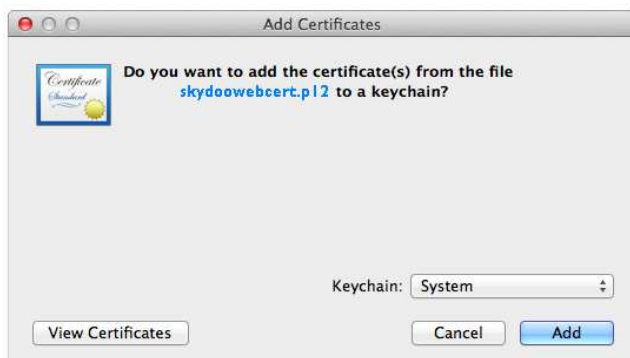 Add Certificates
Certificate
Standard
Do you want to add the certificate(s) from the file
skydoowebcert.p12 to a keychain?
Keychain: System
View Certificates Cancel Add